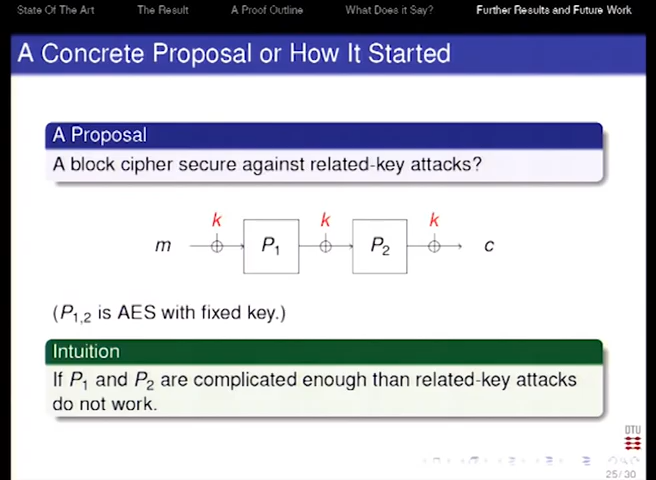 State Of The Art The Result A Proof Outline What Does it Say? Further Results and Future Work
A Concrete Proposal or How It Started
A Proposal
A block cipher secure against related-key attacks?
k k k
m P1 P2 c
(P1,2 is AES with fixed key.)
Intuition
If P1 and P2 are complicated enough than related-key attacks
do not work.
DTU
25/30